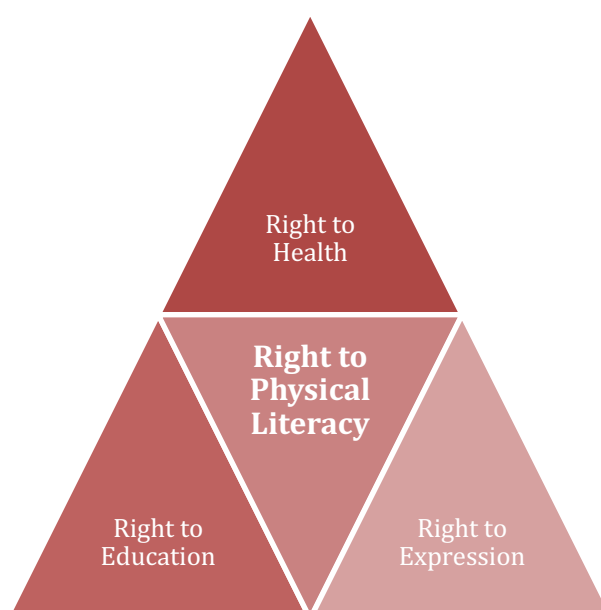 Right to
Health
Right to
Physical
Literacy
Right to
Education
Right to
Expression